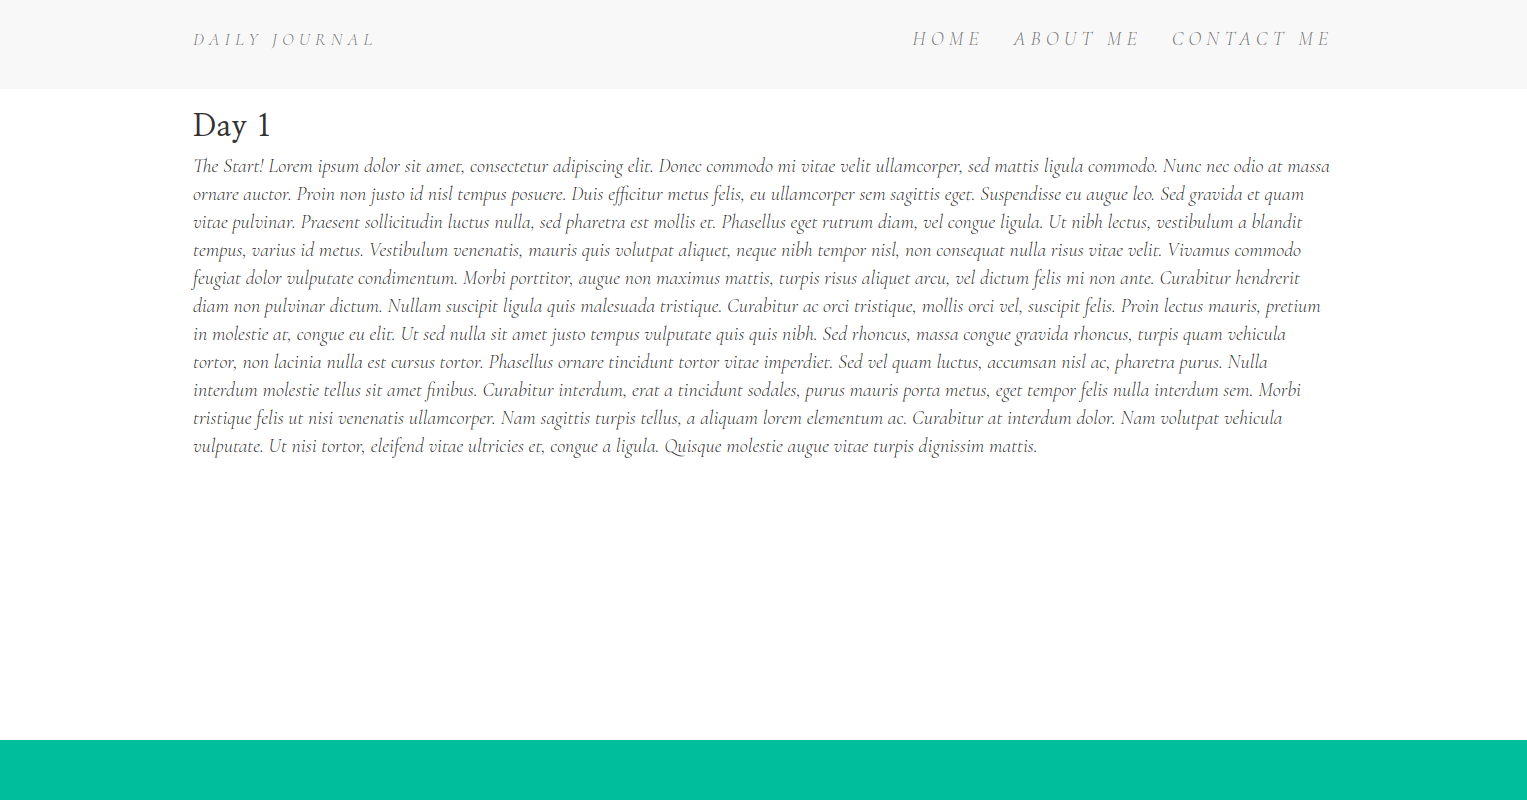 DAILY JOURNAL
HOME ABOUT ME CONTACT ME
Day 1
The Start! Lorem ipsum dolor sit amet, consectetur adipiscing elit. Donec commodo mi vitae velit ullamcorper, sed mattis ligula commodo. Nunc nec odio at massa
ornare auctor. Proin non justo id nisl tempus posuere. Duis efficitur metus felis, eu ullamcorper sem sagittis eget. Suspendisse eu augue leo. Sed gravida et quam
vitae pulvinar. Praesent sollicitudin luctus nulla, sed pharetra est mollis et. Phasellus eget rutrum diam, vel congue ligula. Ut nibh lectus, vestibulum a blandit
tempus, varius id metus. Vestibulum venenatis, mauris quis volutpat aliquet, neque nibh tempor nisl, non consequat nulla risus vitae velit. Vivamus commodo
feugiat dolor vulputate condimentum. Morbi porttitor, augue non maximus mattis, turpis risus aliquet arcu, vel dictum felis mi non ante. Curabitur hendrerit
diam non pulvinar dictum. Nullam suscipit ligula quis malesuada tristique. Curabitur ac orci tristique, mollis orci vel, suscipit felis. Proin lectus mauris, pretium
in molestie at, congue eu elit. Ut sed nulla sit amet justo tempus vulputate quis quis nibh. Sed rhoncus, massa congue gravida rhoncus, turpis quam vehicula
tortor, non lacinia nulla est cursus tortor. Phasellus ornare tincidunt tortor vitae imperdiet. Sed vel quam luctus, accumsan nisl ac, pharetra purus. Nulla
interdum molestie tellus sit amet finibus. Curabitur interdum, erat a tincidunt sodales, purus mauris porta metus, eget tempor felis nulla interdum sem. Morbi
tristique felis ut nisi venenatis ullamcorper. Nam sagittis turpis tellus, a aliquam lorem elementum ac. Curabitur at interdum dolor. Nam volutpat vehicula
vulputate. Ut nisi tortor, eleifend vitae ultricies et, congue a ligula. Quisque molestie augue vitae turpis dignissim mattis.